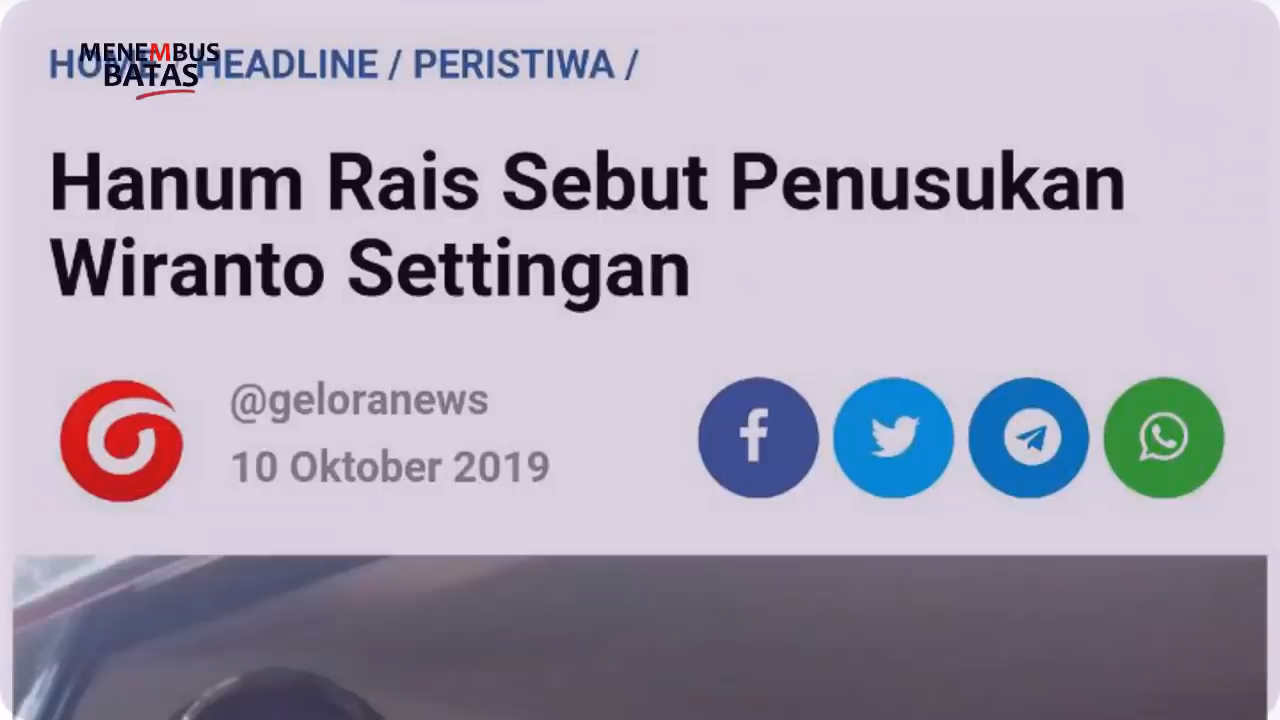 MENEMBUS
BATAS
HEADLINE / PERISTIWA /
Hanum Rais Sebut Penusukan
Wiranto Settingan
@geloranews
10 Oktober 2019